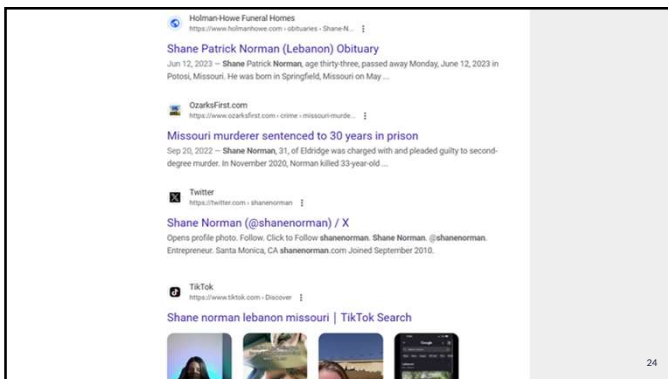 Holman-Howe Funeral Homes
https://www.holmanhowe.com › obituaries › Shane-N...
Shane Patrick Norman (Lebanon) Obituary
Jun 12, 2023 — Shane Patrick Norman, age thirty-three, passed away Monday, June 12, 2023 in
Potosi, Missouri. He was born in Springfield, Missouri on May ...
OzarksFirst.com
https://www.ozarksfirst.com › crime › missouri-murde...
Missouri murderer sentenced to 30 years in prison
Sep 20, 2022 — Shane Norman, 31, of Eldridge was charged with and pleaded guilty to second-
degree murder. In November 2020, Norman killed 33-year-old ...
Twitter
https://twitter.com › shanenorman
Shane Norman (@shanenorman) / X
Opens profile photo. Follow. Click to Follow shanenorman. Shane Norman. @shanenorman.
Entrepreneur. Santa Monica, CA shanenorman.com Joined September 2010.
TikTok
https://www.tiktok.com › Discover
Shane norman lebanon missouri | TikTok Search
24